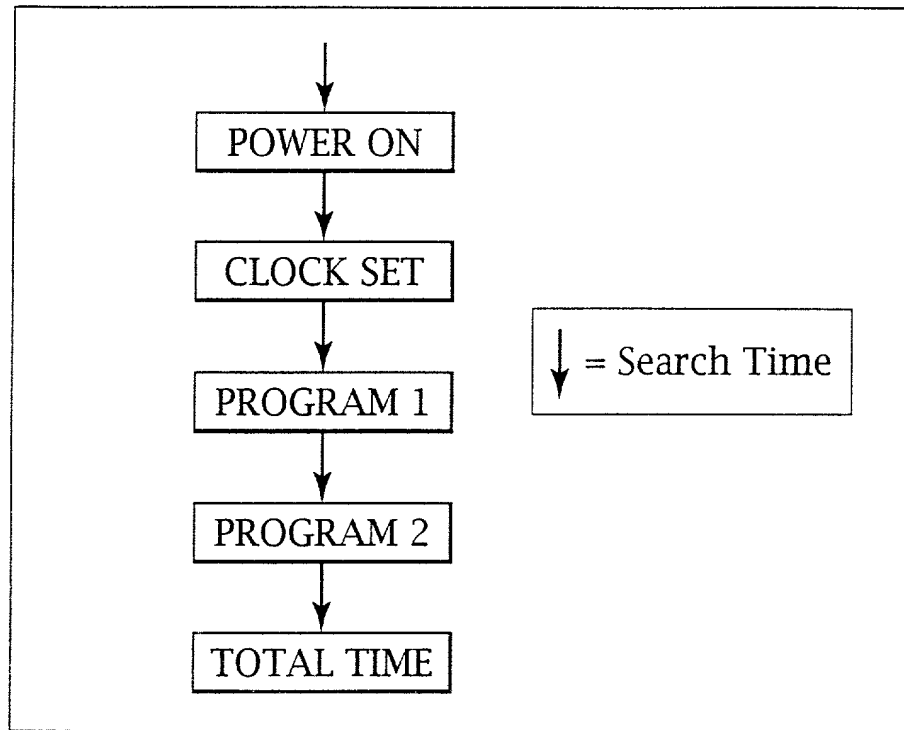 POWER ON
CLOCK SET
PROGRAM 1
PROGRAM 2
TOTAL TIME
↓ = Search Time